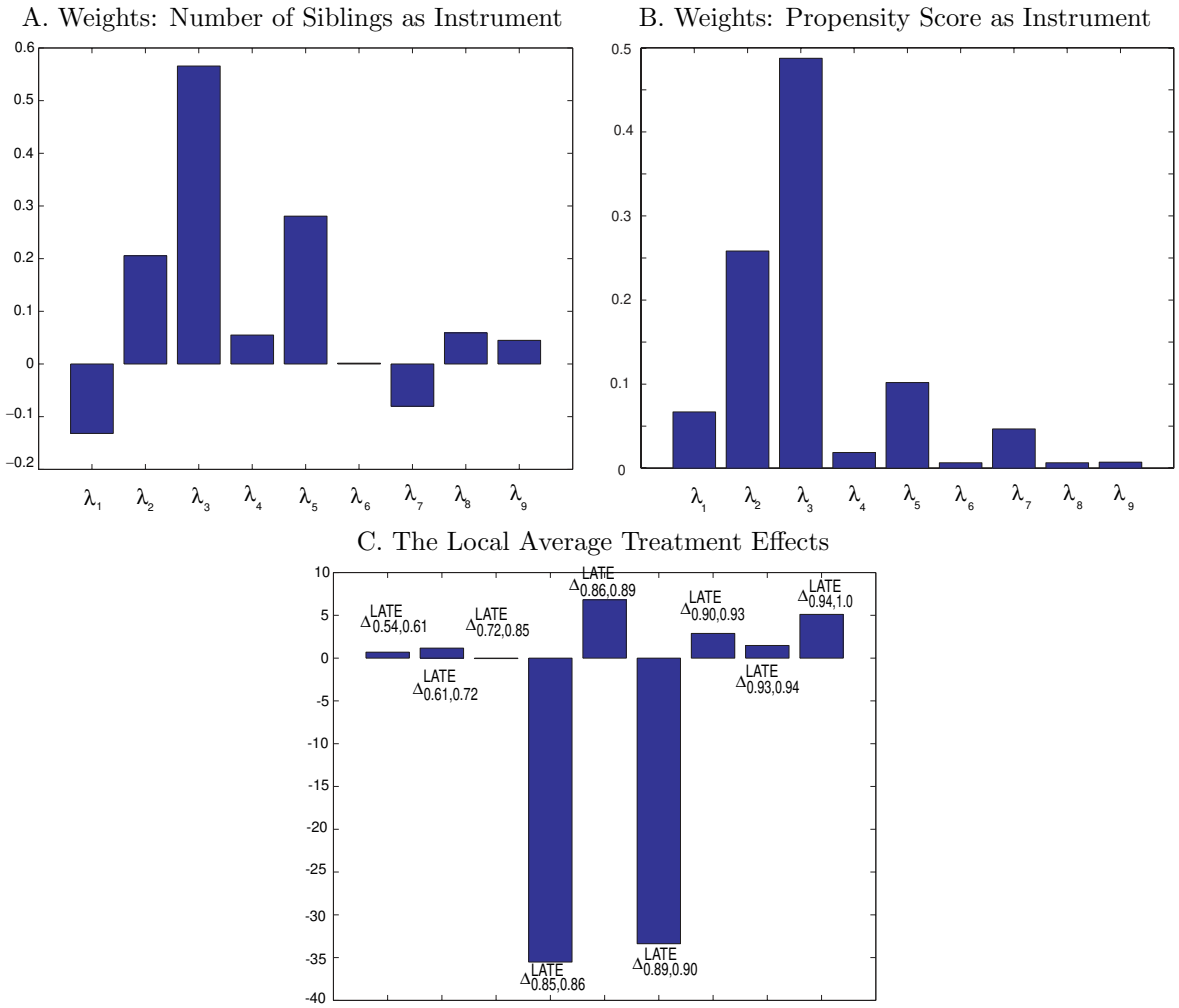 A. Weights: Number of Siblings as Instrument
0.6
0.5
0.4
0.3
0.2
0.1
0
−0.1
−0.2
λ1 λ2 λ3 λ4 λ5 λ6 λ7 λ8 λ9
B. Weights: Propensity Score as Instrument
0.5
0.4
0.3
0.2
0.1
0
λ1 λ2 λ3 λ4 λ5 λ6 λ7 λ8 λ9
C. The Local Average Treatment Effects
10
5
0
-5
-10
-15
-20
-25
-30
-35
-40
Δ LATE 0.54,0.61
Δ LATE 0.61,0.72
Δ LATE 0.72,0.85
Δ LATE 0.85,0.86
Δ LATE 0.86,0.89
Δ LATE 0.89,0.90
Δ LATE 0.90,0.93
Δ LATE 0.93,0.94
Δ LATE 0.94,1.0